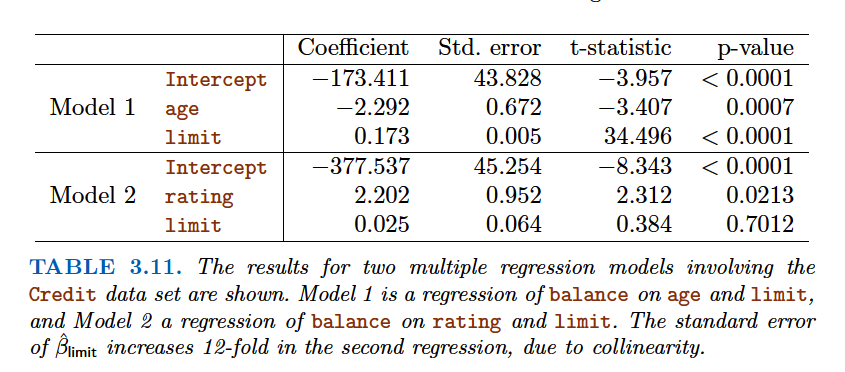 Coefficient Std. error t-statistic p-value
Intercept −173.411 43.828 −3.957 < 0.0001
Model 1 age −2.292 0.672 −3.407 0.0007
limit 0.173 0.005 34.496 < 0.0001
Intercept −377.537 45.254 −8.343 < 0.0001
Model 2 rating 2.202 0.952 2.312 0.0213
limit 0.025 0.064 0.384 0.7012
TABLE 3.11. The results for two multiple regression models involving the
Credit data set are shown. Model 1 is a regression of balance on age and limit,
and Model 2 a regression of balance on rating and limit. The standard error
of β̂limit increases 12-fold in the second regression, due to collinearity.